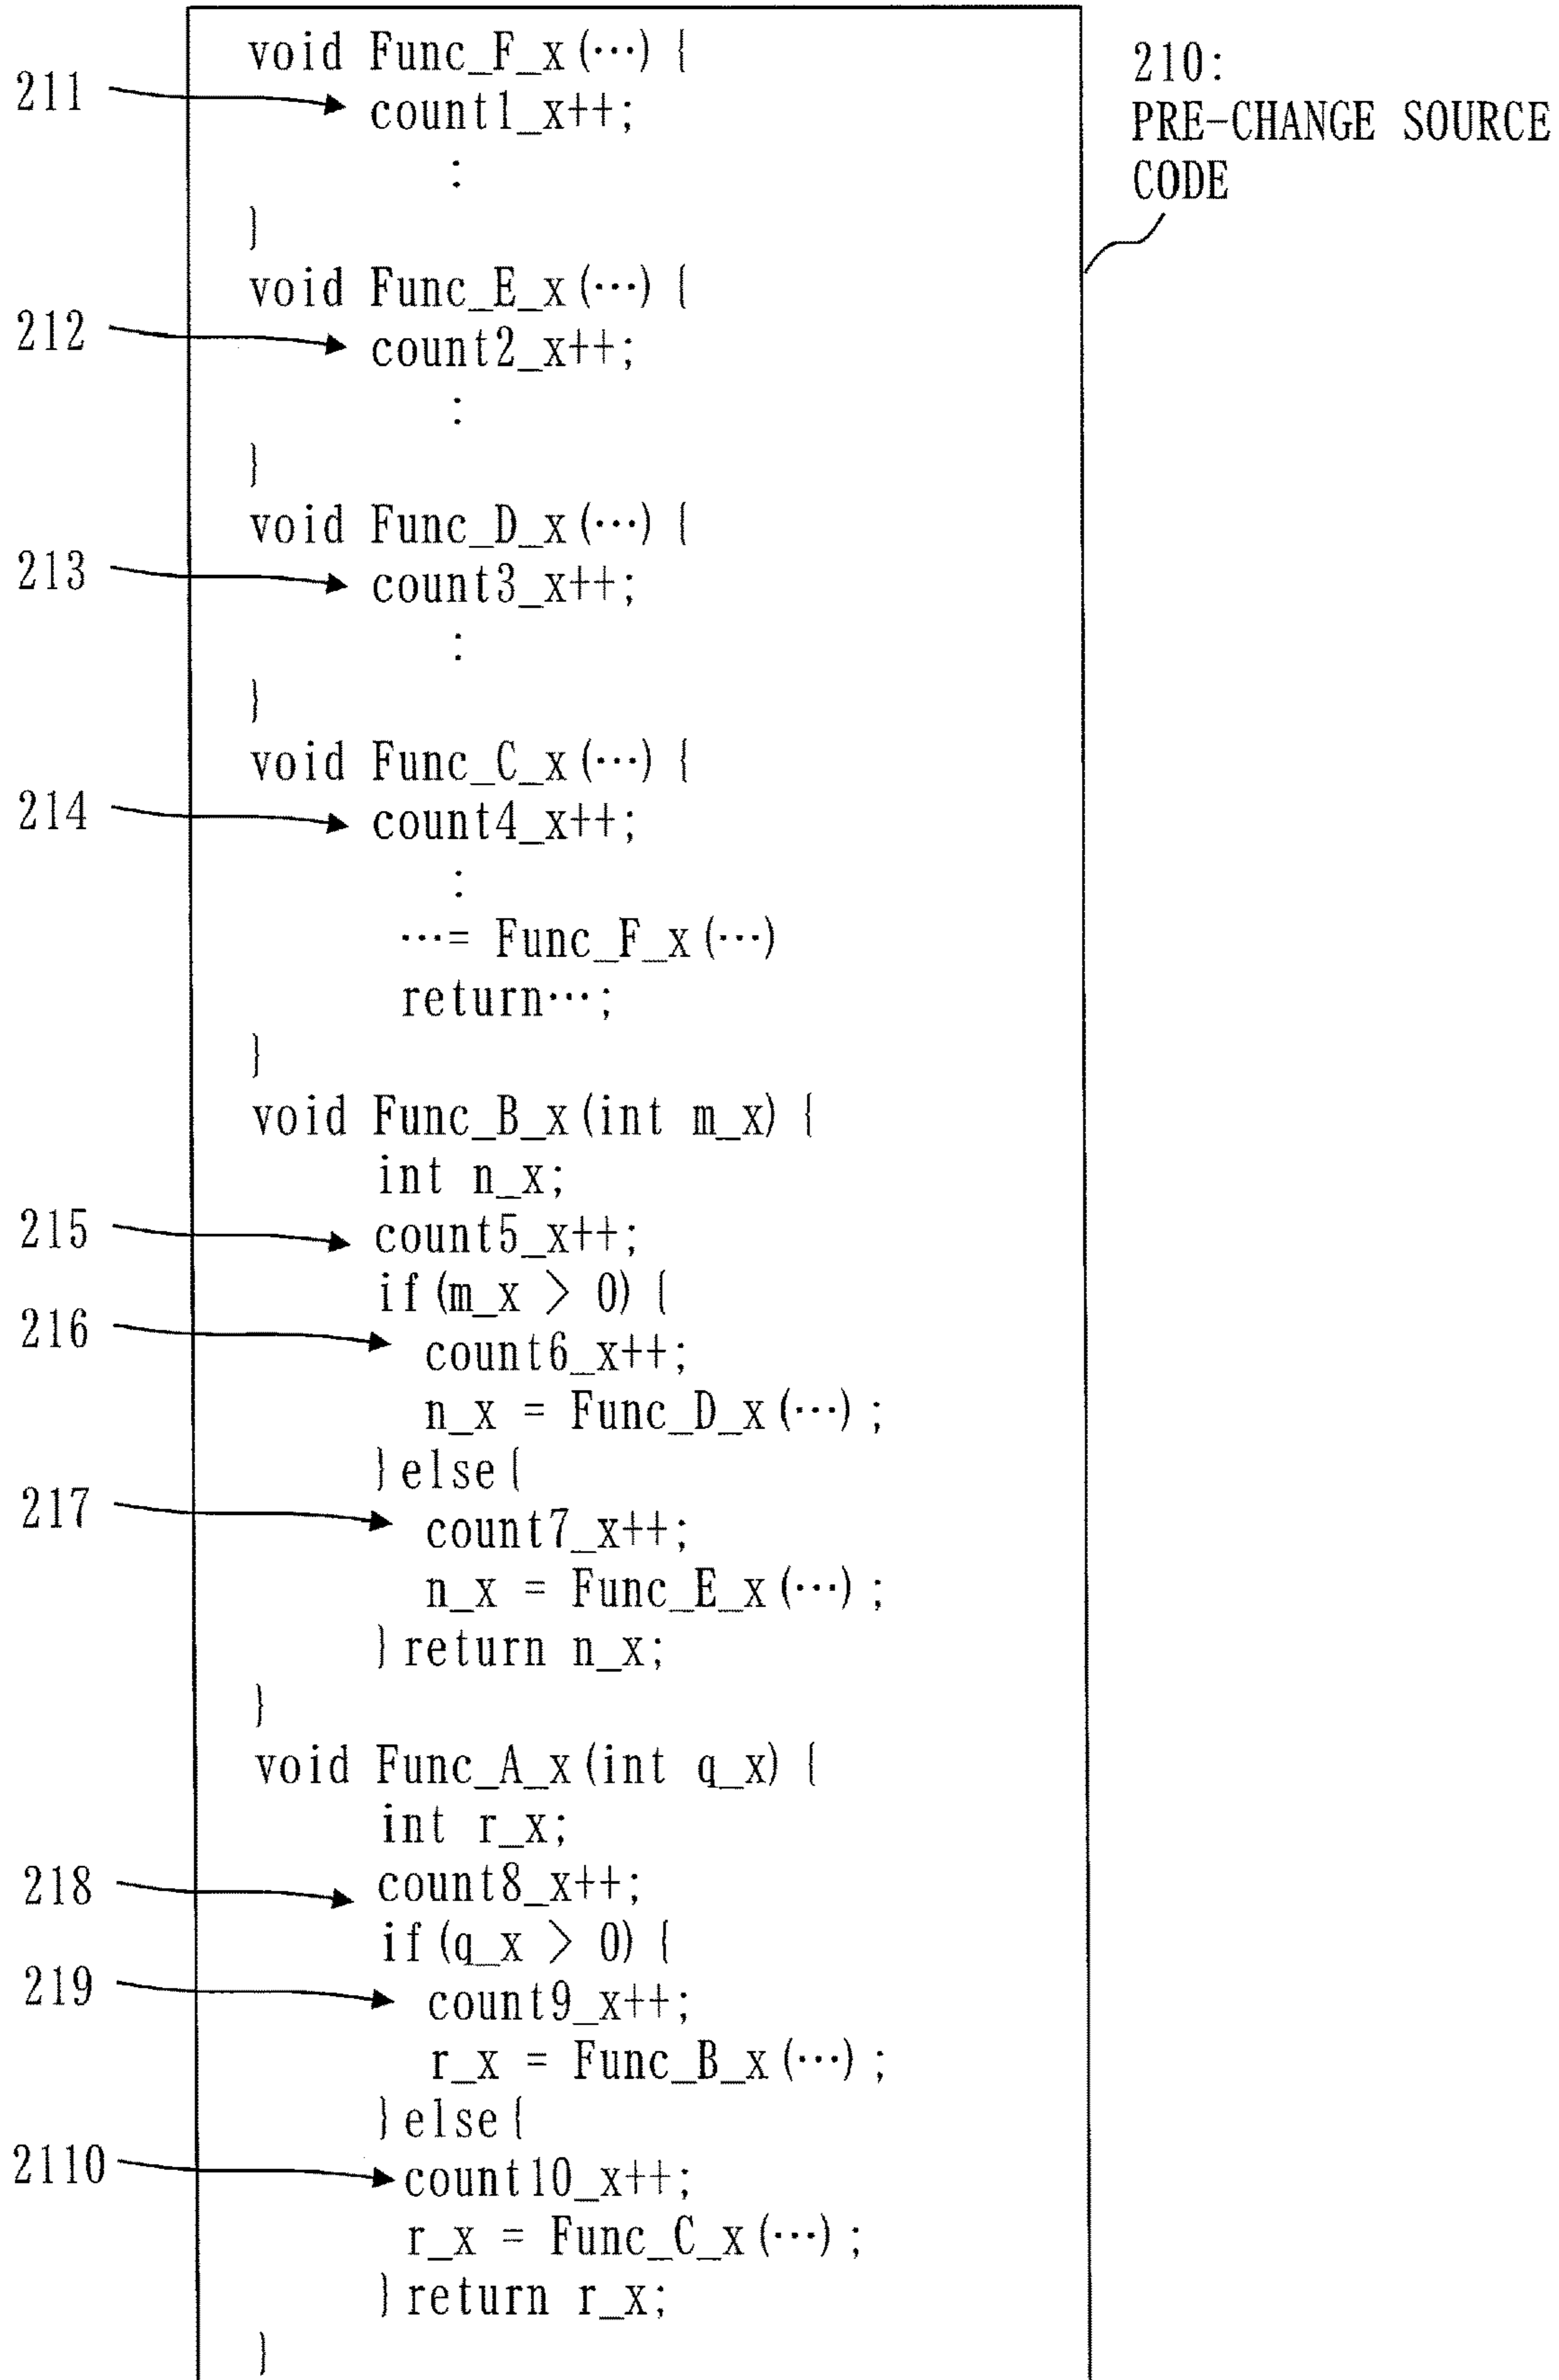 void Func_F_x(…) {
211
count1_x++;
:
}
void Func_E_x(…) {
212
count2_x++;
:
}
void Func_D_x(…) {
213
count3_x++;
:
}
void Func_C_x(…) {
214
count4_x++;
:
…= Func_F_x(…)
return…;
}
void Func_B_x(int m_x) {
int n_x;
215
count5_x++;
if(m_x > 0) {
216
count6_x++;
n_x = Func_D_x(…);
}else{
217
count7_x++;
n_x = Func_E_x(…);
}return n_x;
}
void Func_A_x(int q_x) {
int r_x;
218
count8_x++;
if(q_x > 0) {
219
count9_x++;
r_x = Func_B_x(…);
}else{
2110
count10_x++;
r_x = Func_C_x(…);
}return r_x;
}
210:
PRE-CHANGE SOURCE
CODE